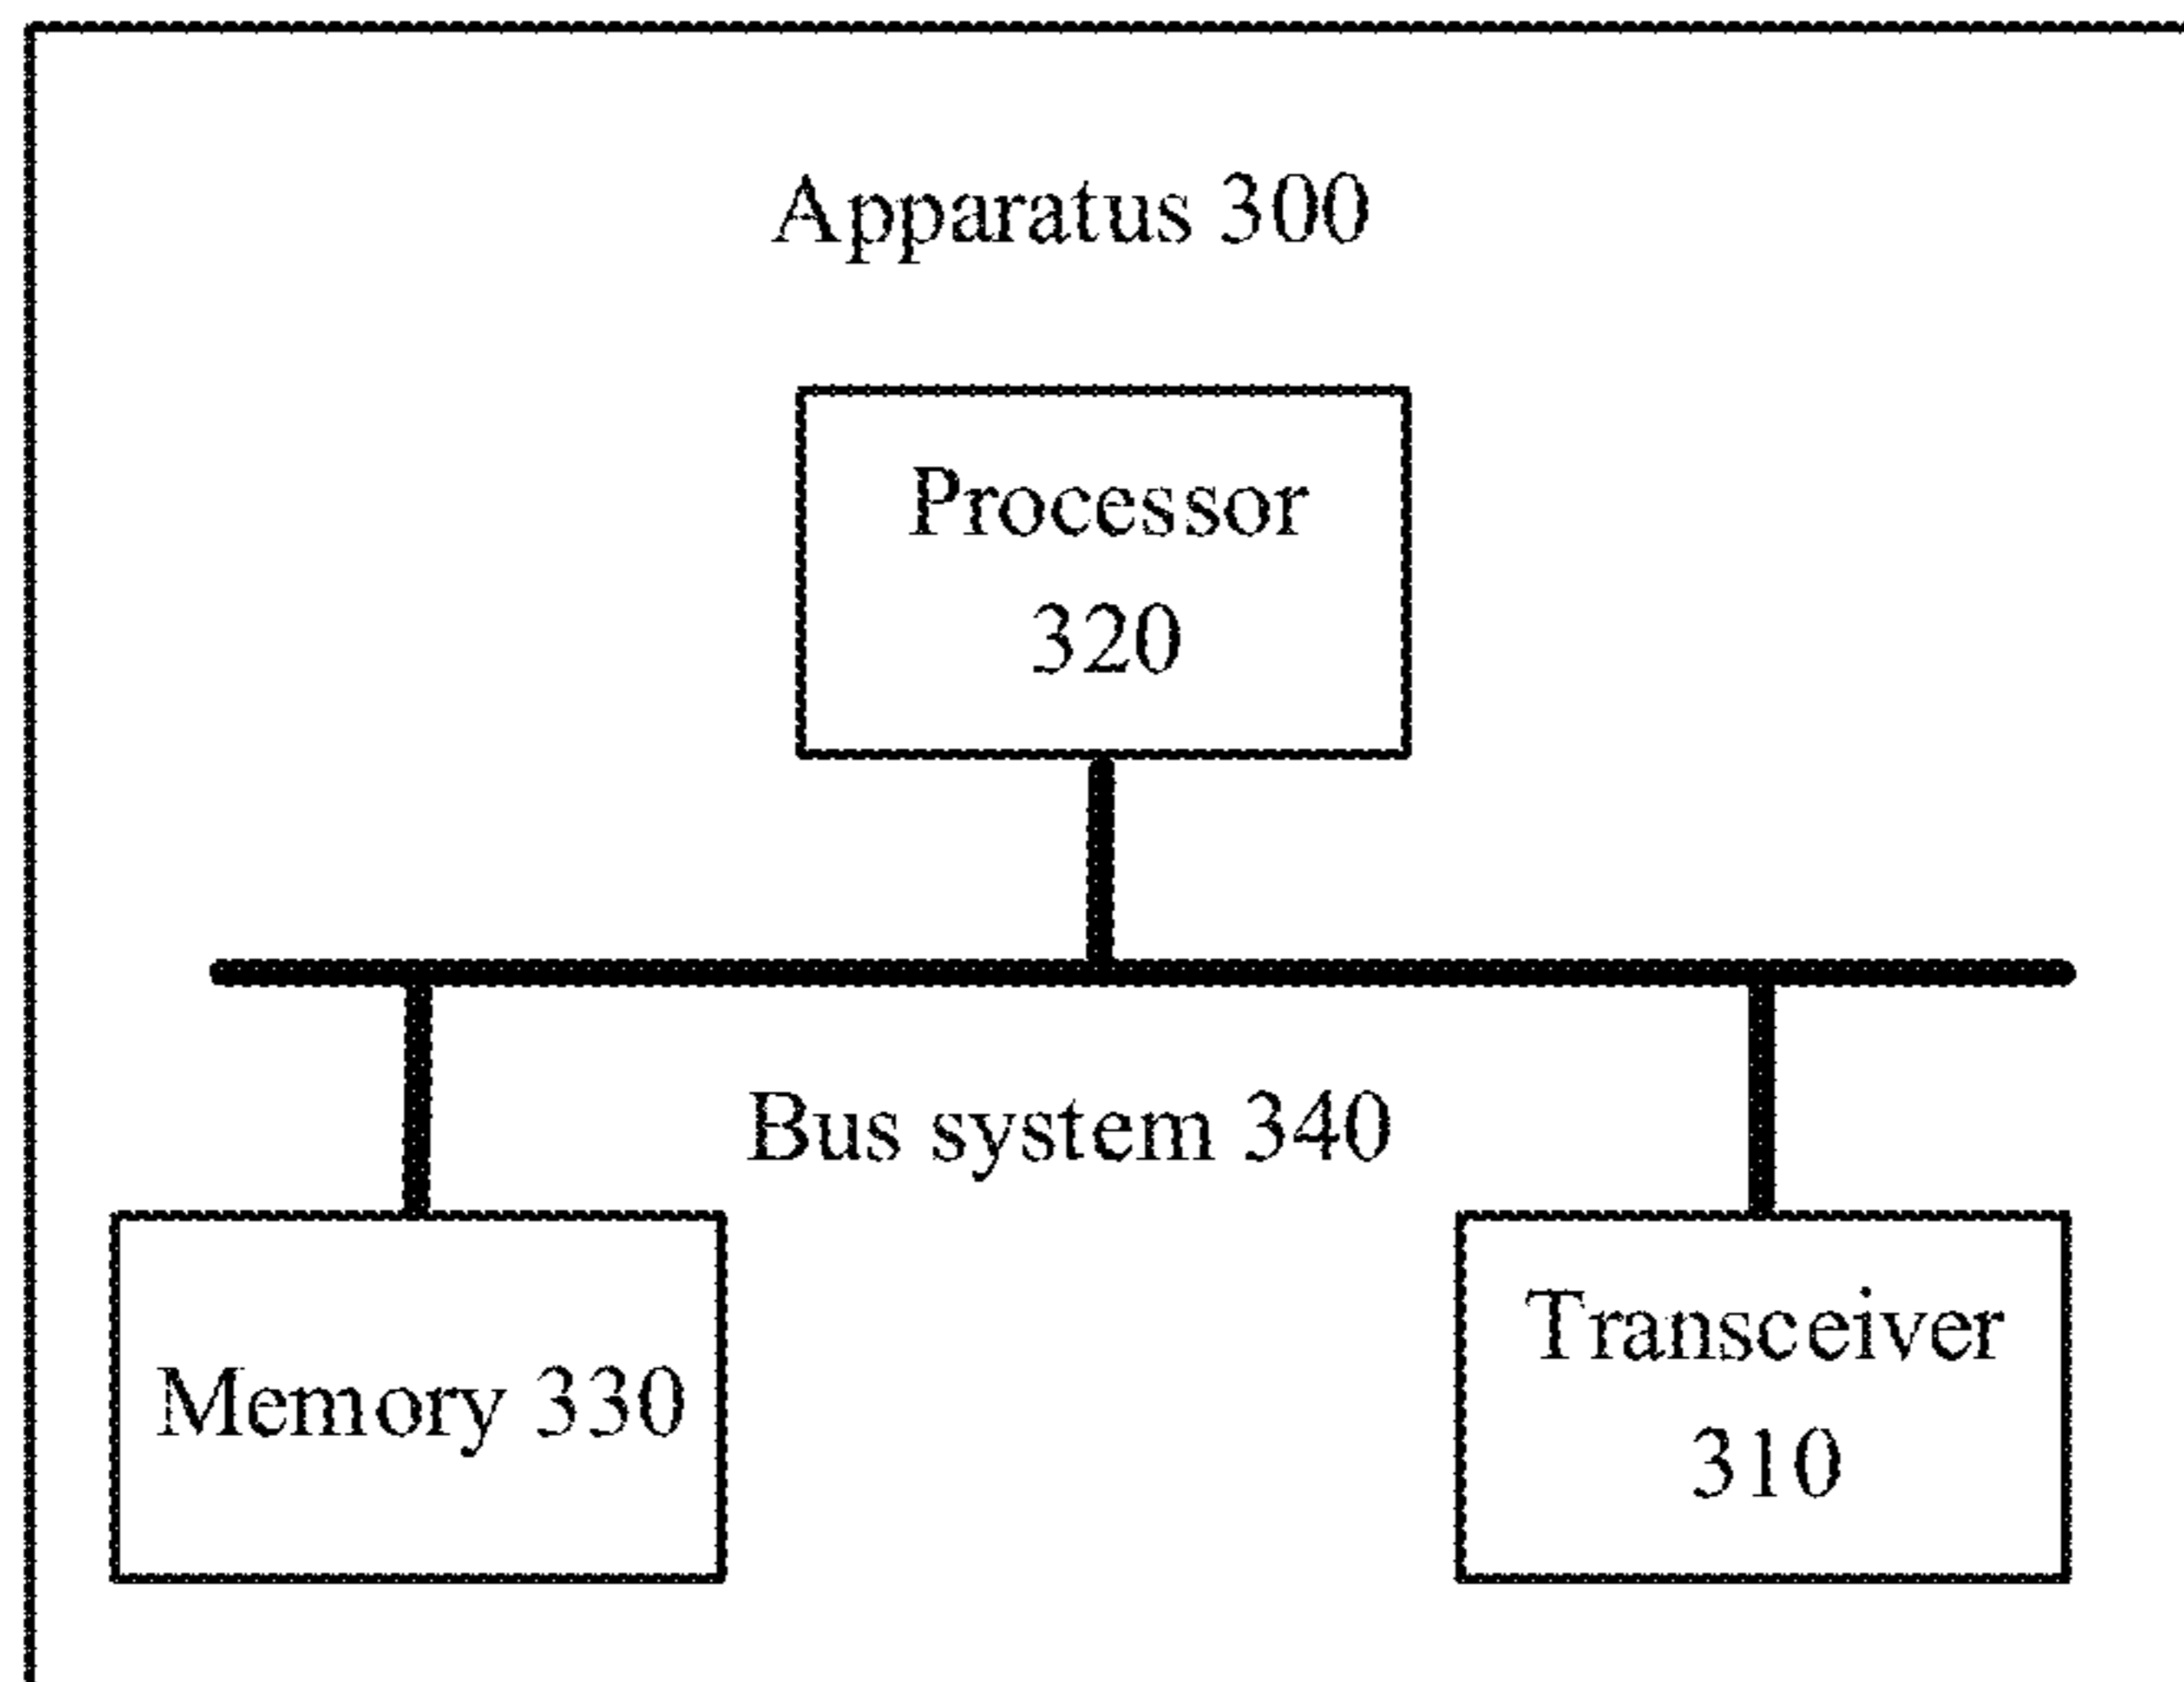 Apparatus 300
Processor
320
Bus system 340
Memory 330
Transceiver
310